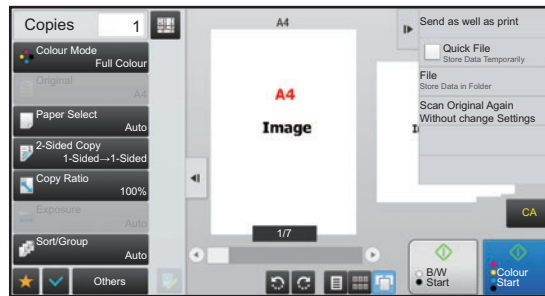 Copies 1
Colour Mode
Full Colour
Original
A4
Paper Select
Auto
2-Sided Copy
1-Sided→1-Sided
Copy Ratio
100%
Exposure
Auto
Sort/Group
Auto
Others
A4
A4
Image
1/7
Send as well as print
Quick File
Store Data Temporarily
File
Store Data in Folder
Scan Original Again
Without change Settings
CA
B/W
Start
Colour
Start